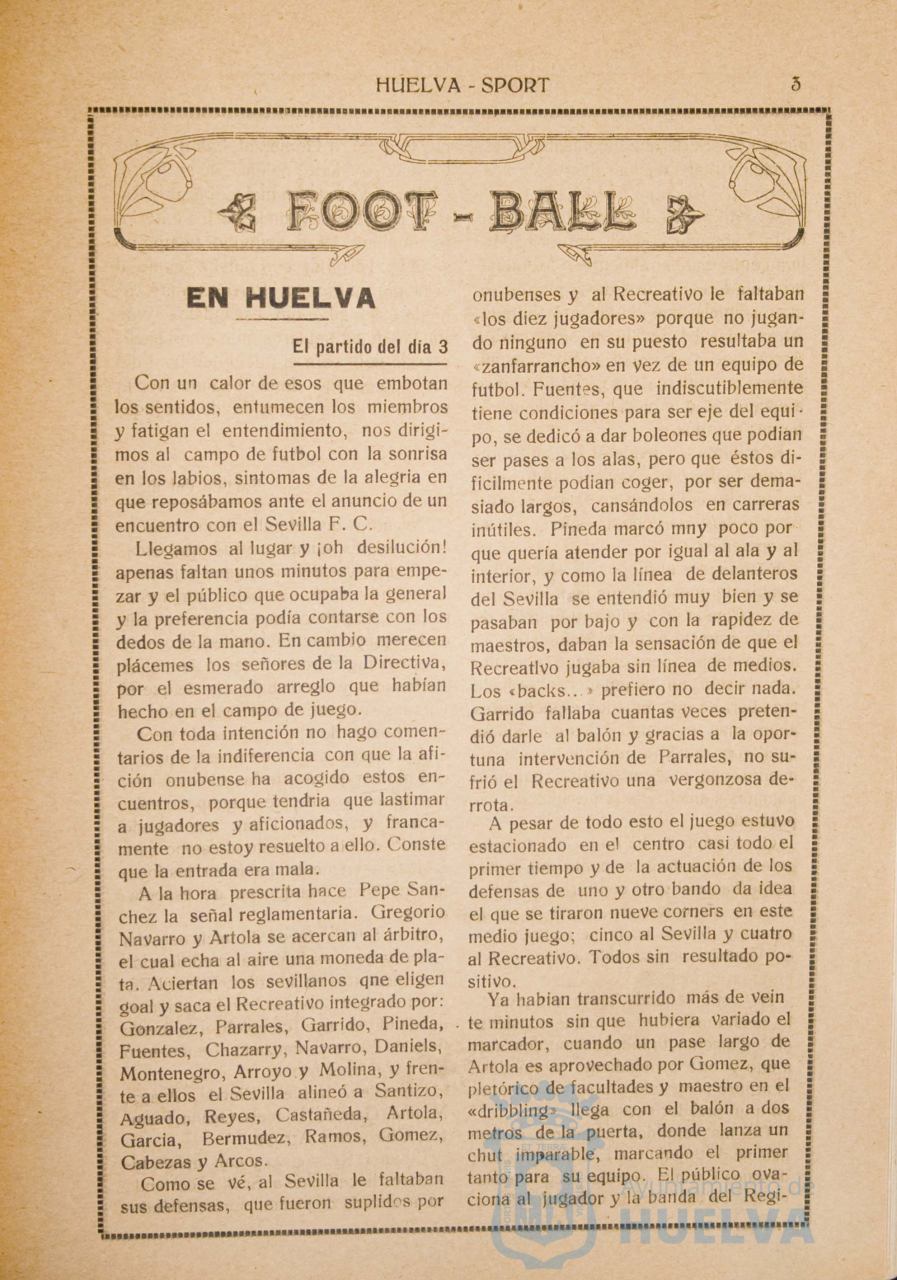 HUELVA - SPORT
3
FOOT - BALL
EN HUELVA
El partido del día 3
Con un calor de esos que embotan
los sentidos, entumecen los miembros
y fatigan el entendimiento, nos dirigi-
mos al campo de futbol con la sonrisa
en los labios, sintomas de la alegria en
que reposábamos ante el anuncio de un
encuentro con el Sevilla F. C.
Llegamos al lugar y ¡oh desilución!
apenas faltan unos minutos para empe-
zar y el público que ocupaba la general
y la preferencia podía contarse con los
dedos de la mano. En cambio merecen
plácemes los señores de la Directiva,
por el esmerado arreglo que habían
hecho en el campo de juego.
Con toda intención no hago comen-
tarios de la indiferencia con que la afi-
ción onubense ha acogido estos en-
cuentros, porque tendria que lastimar
a jugadores y aficionados, y franca-
mente no estoy resuelto a ello. Conste
que la entrada era mala.
A la hora prescrita hace Pepe San-
chez la señal reglamentaria. Gregorio
Navarro y Artola se acercan al árbitro,
el cual echa al aire una moneda de pla-
ta. Aciertan los sevillanos qne eligen
goal y saca el Recreativo integrado por:
Gonzalez, Parrales, Garrido, Pineda,
Fuentes, Chazarry, Navarro, Daniels,
Montenegro, Arroyo y Molina, y fren-
te a ellos el Sevilla alineó a Santizo,
Aguado, Reyes, Castañeda, Artola,
Garcia, Bermudez, Ramos, Gomez,
Cabezas y Arcos.
Como se vé, al Sevilla le faltaban
sus defensas, que fueron suplidos por
onubenses y al Recreativo le faltaban
«los diez jugadores» porque no jugan-
do ninguno en su puesto resultaba un
«zanfarrancho» en vez de un equipo de
futbol. Fuentes, que indiscutiblemente
tiene condiciones para ser eje del equi-
po, se dedicó a dar boleones que podian
ser pases a los alas, pero que éstos di-
ficilmente podian coger, por ser dema-
siado largos, cansándolos en carreras
inútiles. Pineda marcó mny poco por
que quería atender por igual al ala y al
interior, y como la línea de delanteros
del Sevilla se entendió muy bien y se
pasaban por bajo y con la rapidez de
maestros, daban la sensación de que el
Recreativo jugaba sin línea de medios.
Los «backs...» prefiero no decir nada.
Garrido fallaba cuantas veces preten-
dió darle al balón y gracias a la opor-
tuna intervención de Parrales, no su-
frió el Recreativo una vergonzosa de-
rrota.
A pesar de todo esto el juego estuvo
estacionado en el centro casi todo el
primer tiempo y de la actuación de los
defensas de uno y otro bando da idea
el que se tiraron nueve corners en este
medio juego; cinco al Sevilla y cuatro
al Recreativo. Todos sin resultado po-
sitivo.
Ya habian transcurrido más de vein
te minutos sin que hubiera variado el
marcador, cuando un pase largo de
Artola es aprovechado por Gomez, que
pletórico de facultades y maestro en el
«dribbling» llega con el balón a dos
metros de la puerta, donde lanza un
chut imparable, marcando el primer
tanto para su equipo. El público ova-
ciona al jugador y la banda del Regi-
Ayuntamiento de
HUELVA